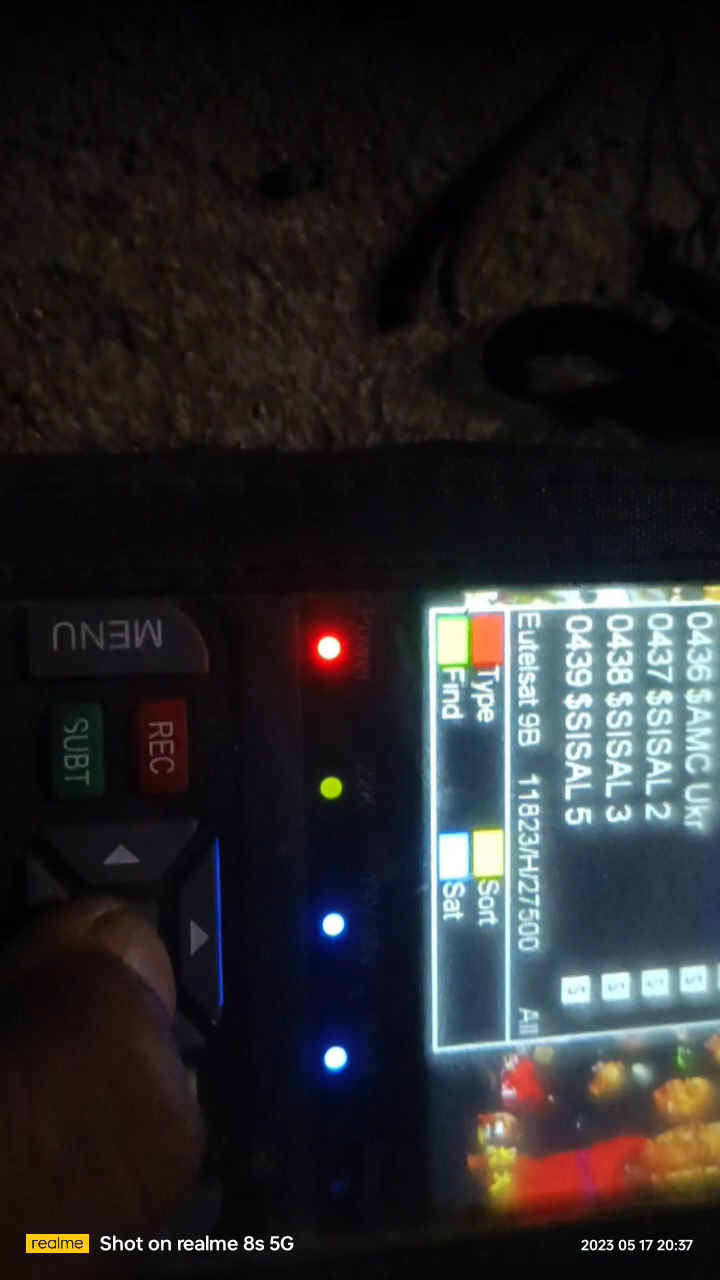 0436 $AMC Ukr
0437 $SISAL 2
0438 $SISAL 3
0439 $SISAL 5
Eutelsat 9B 11823/H/27500 All
Type Sort
Find Sat
Power
MENU
REC
SUBT
realme Shot on realme 8s 5G
2023 05 17 20:37